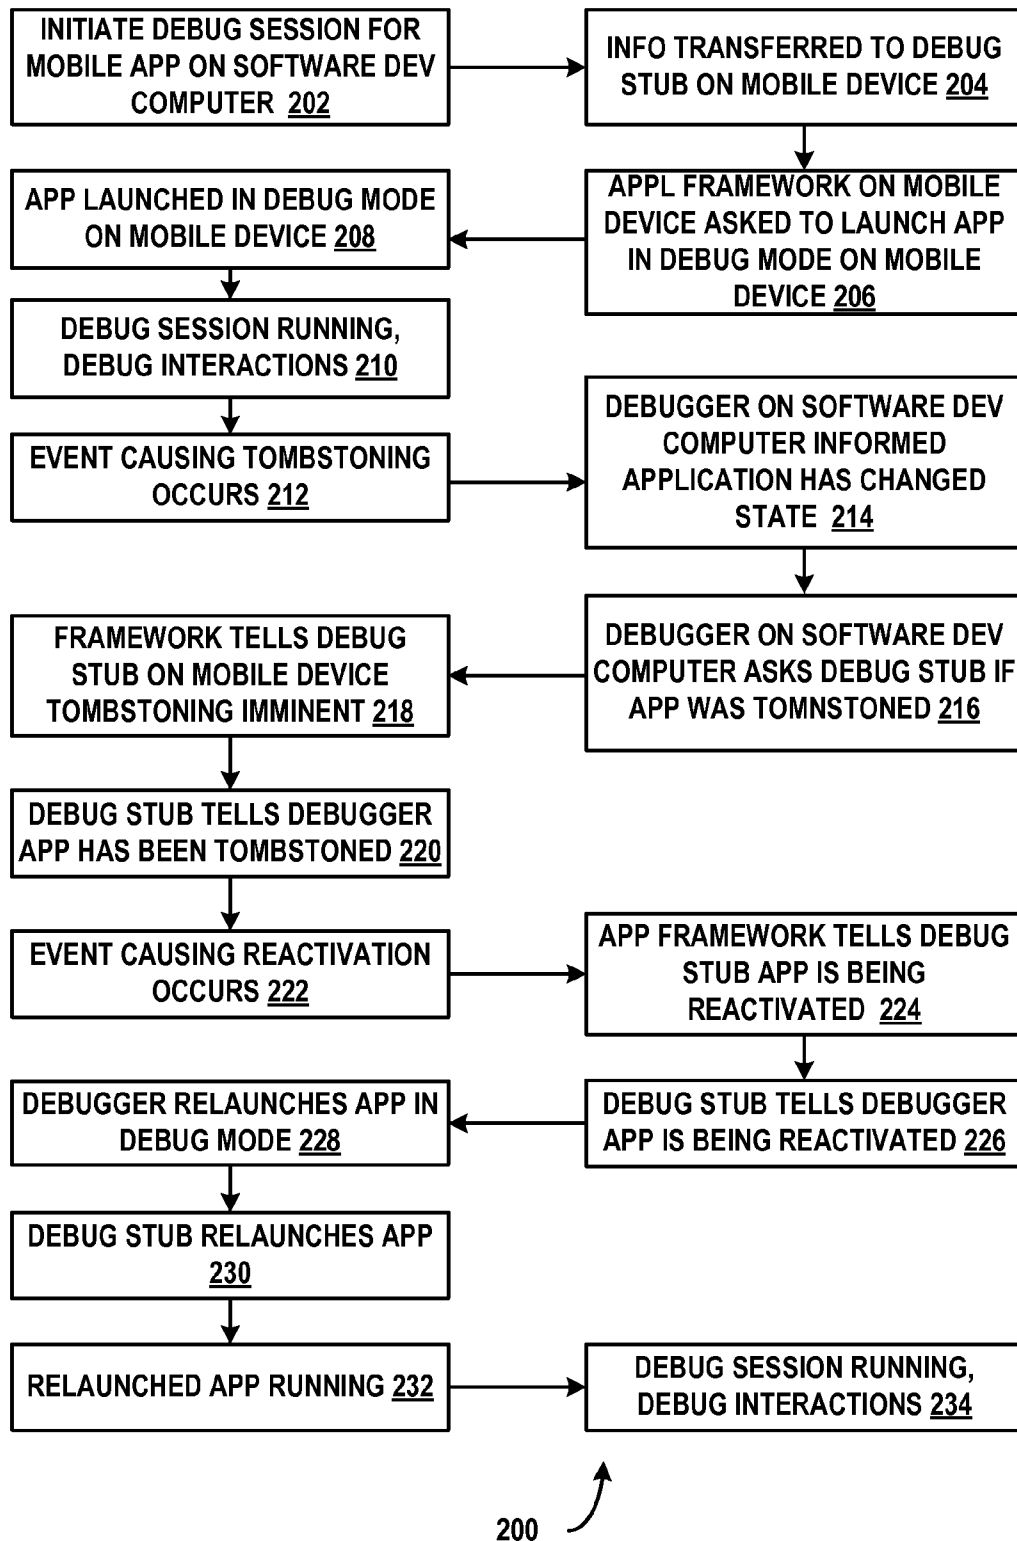 INITIATE DEBUG SESSION FOR
MOBILE APP ON SOFTWARE DEV
COMPUTER 202
INFO TRANSFERRED TO DEBUG
STUB ON MOBILE DEVICE 204
APPL FRAMEWORK ON MOBILE
DEVICE ASKED TO LAUNCH APP
IN DEBUG MODE ON MOBILE
DEVICE 206
APP LAUNCHED IN DEBUG MODE
ON MOBILE DEVICE 208
DEBUG SESSION RUNNING,
DEBUG INTERACTIONS 210
EVENT CAUSING TOMBSTONING
OCCURS 212
DEBUGGER ON SOFTWARE DEV
COMPUTER INFORMED
APPLICATION HAS CHANGED
STATE 214
DEBUGGER ON SOFTWARE DEV
COMPUTER ASKS DEBUG STUB IF
APP WAS TOMNSTONED 216
FRAMEWORK TELLS DEBUG
STUB ON MOBILE DEVICE
TOMBSTONING IMMINENT 218
DEBUG STUB TELLS DEBUGGER
APP HAS BEEN TOMBSTONED 220
EVENT CAUSING REACTIVATION
OCCURS 222
APP FRAMEWORK TELLS DEBUG
STUB APP IS BEING
REACTIVATED 224
DEBUG STUB TELLS DEBUGGER
APP IS BEING REACTIVATED 226
DEBUGGER RELAUNCHES APP IN
DEBUG MODE 228
DEBUG STUB RELAUNCHES APP
230
RELAUNCHED APP RUNNING 232
DEBUG SESSION RUNNING,
DEBUG INTERACTIONS 234
200